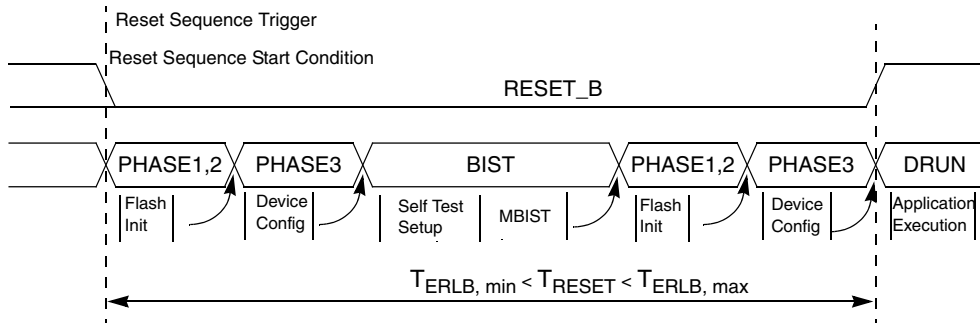 Reset Sequence Trigger
Reset Sequence Start Condition
RESET_B
PHASE1,2 PHASE3 BIST PHASE1,2 PHASE3 DRUN
Flash Init
Device Config
Self Test Setup
MBIST
Flash Init
Device Config
Application Execution
TERLB, min < TRESET < TERLB, max